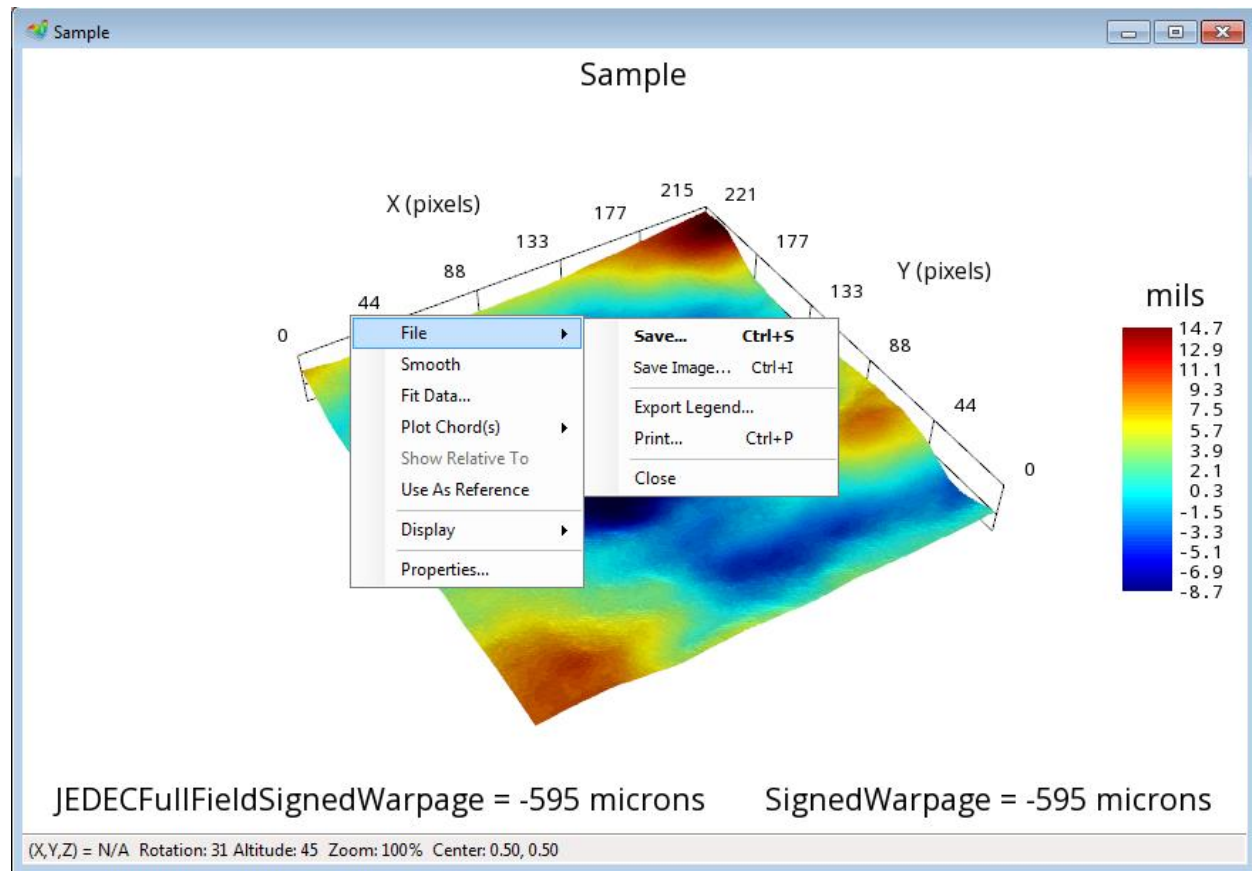 Sample
Sample
X (pixels)
215
221
177
177
133
133
88
88
44
44
0
0
Y (pixels)
mils
14.7
12.9
11.1
9.3
7.5
5.7
3.9
2.1
0.3
-1.5
-3.3
-5.1
-6.9
-8.7
File
Smooth
Fit Data...
Plot Chord(s)
Show Relative To
Use As Reference
Display
Properties...
Save... Ctrl+S
Save Image... Ctrl+I
Export Legend...
Print... Ctrl+P
Close
JEDECFullFieldSignedWarpage = -595 microns
SignedWarpage = -595 microns
(X,Y,Z) = N/A Rotation: 31 Altitude: 45 Zoom: 100% Center: 0.50, 0.50